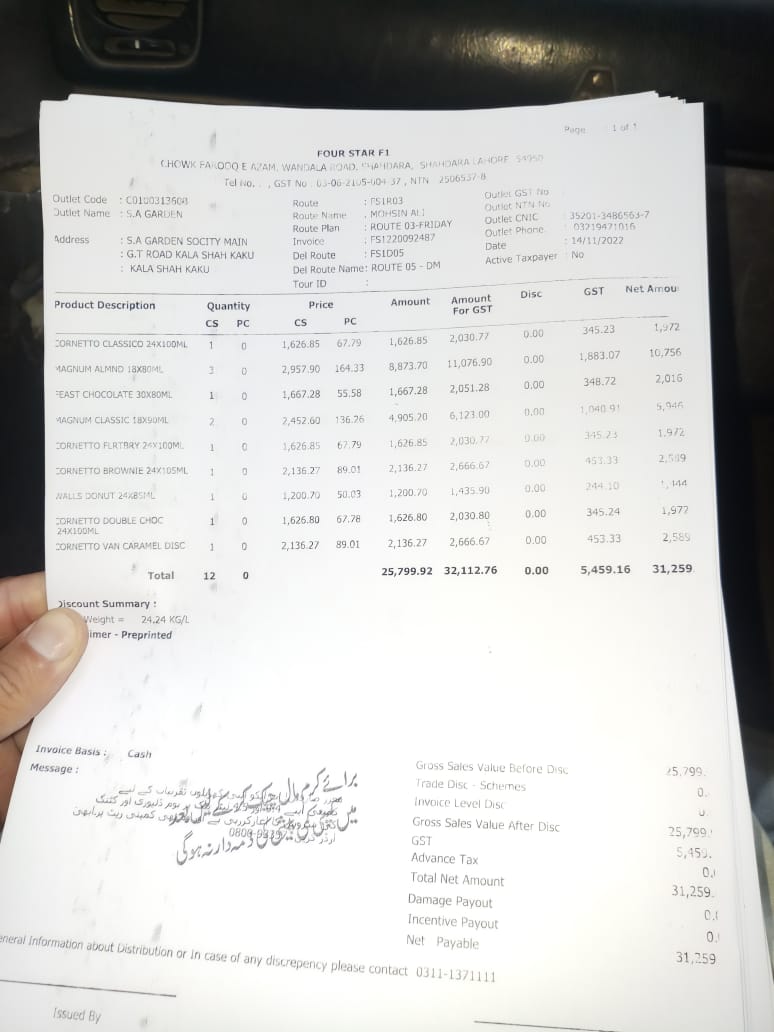 Page : 1 of 1
FOUR STAR F1
CHOWK FAROOQ E AZAM, WANDALA ROAD, SHAHDARA, SHAHDARA LAHORE 54950
Tel No. . , GST No : 03-06-2105-004-37 , NTN 2506537-8
Outlet Code : C0100313608 Route : FS1R03 Outlet GST No
Outlet Name : S.A GARDEN Route Name . MOHSIN ALI Outlet NTN No
Route Plan : ROUTE 03-FRIDAY Outlet CNIC : 35201-3486563-7
Address : S.A GARDEN SOCITY MAIN Invoice : FS1220092487 Outlet Phone. 03219471016
: G.T ROAD KALA SHAH KAKU Del Route : FS1D05 Date : 14/11/2022
: KALA SHAH KAKU Del Route Name: ROUTE 05 - DM Active Taxpayer : No
Tour ID :
Product Description Quantity Price Amount Amount For GST Disc GST Net Amou
CS PC CS PC
CORNETTO CLASSICO 24X100ML 1 0 1,626.85 67.79 1,626.85 2,030.77 0.00 345.23 1,972
MAGNUM ALMND 18X80ML 3 0 2,957.90 164.33 8,873.70 11,076.90 0.00 1,883.07 10,756
FEAST CHOCOLATE 30X80ML 1 0 1,667.28 55.58 1,667.28 2,051.28 0.00 348.72 2,016
MAGNUM CLASSIC 18X90ML 2 0 2,452.60 136.26 4,905.20 6,123.00 0.00 1,040.91 5,946
CORNETTO FLRTBRY 24X100ML 1 0 1,626.85 67.79 1,626.85 2,030.77 0.00 345.23 1,972
CORNETTO BROWNIE 24X105ML 1 0 2,136.27 89.01 2,136.27 2,666.67 0.00 453.33 2,589
WALLS DONUT 24X85ML 1 0 1,200.70 50.03 1,200.70 1,435.90 0.00 244.10 1,444
CORNETTO DOUBLE CHOC 1 0 1,626.80 67.78 1,626.80 2,030.80 0.00 345.24 1,972
24X100ML
CORNETTO VAN CARAMEL DISC 1 0 2,136.27 89.01 2,136.27 2,666.67 0.00 453.33 2,589
Total 12 0 25,799.92 32,112.76 0.00 5,459.16 31,259
Discount Summary :
Weight = 24.24 KG/L
imer - Preprinted
Invoice Basis : Cash
Message :
برائے کرم مال
ذمہ دار نہ ہوگی
Gross Sales Value Before Disc 25,799.
Trade Disc - Schemes 0.
Invoice Level Disc 0.
Gross Sales Value After Disc 25,799.
GST 5,459.
Advance Tax 0.
Total Net Amount 31,259.
Damage Payout 0.
Incentive Payout 0.
Net Payable 31,259
eneral Information about Distribution or In case of any discrepency please contact 0311-1371111
Issued By